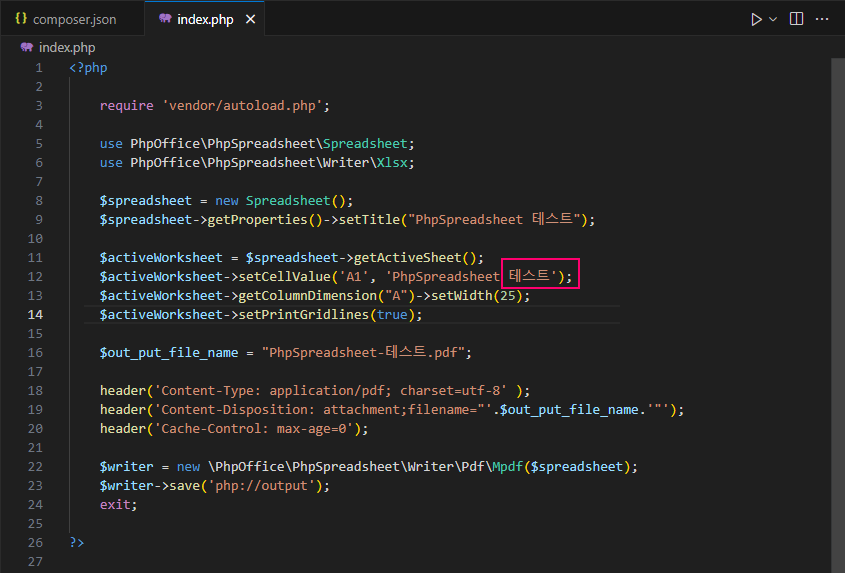 composer.json
index.php
index.php
1 <?php
2
3 require 'vendor/autoload.php';
4
5 use PhpOffice\PhpSpreadsheet\Spreadsheet;
6 use PhpOffice\PhpSpreadsheet\Writer\Xlsx;
7
8 $spreadsheet = new Spreadsheet();
9 $spreadsheet->getProperties()->setTitle("PhpSpreadsheet 테스트");
10
11 $activeWorksheet = $spreadsheet->getActiveSheet();
12 $activeWorksheet->setCellValue('A1', 'PhpSpreadsheet 테스트');
13 $activeWorksheet->getColumnDimension("A")->setWidth(25);
14 $activeWorksheet->setPrintGridlines(true);
15
16 $out_put_file_name = "PhpSpreadsheet-테스트.pdf";
17
18 header('Content-Type: application/pdf; charset=utf-8' );
19 header('Content-Disposition: attachment;filename="'.$out_put_file_name.'"');
20 header('Cache-Control: max-age=0');
21
22 $writer = new \PhpOffice\PhpSpreadsheet\Writer\Pdf\Mpdf($spreadsheet);
23 $writer->save('php://output');
24 exit;
25
26 ?>
27